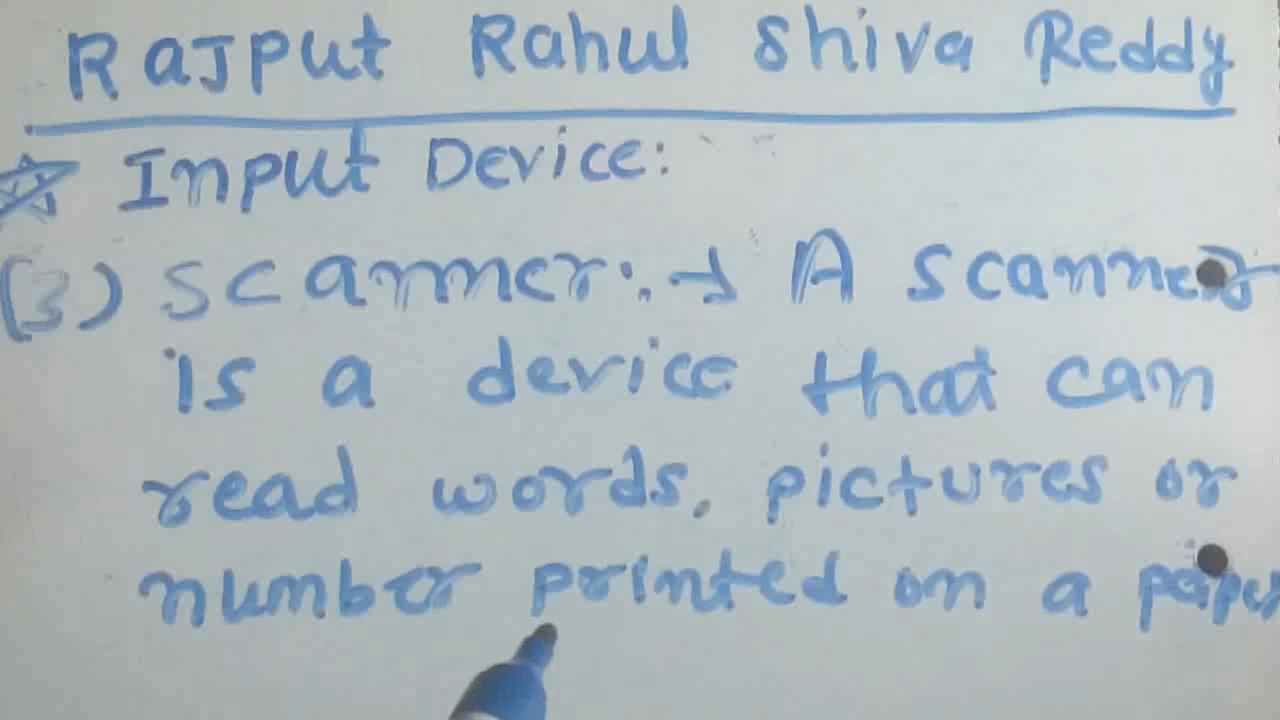 Rajput Rahul Shiva Reddy
Input Device:
(3) Scanner:→ A Scanner
is a device that can
read words, pictures or
number printed on a paper